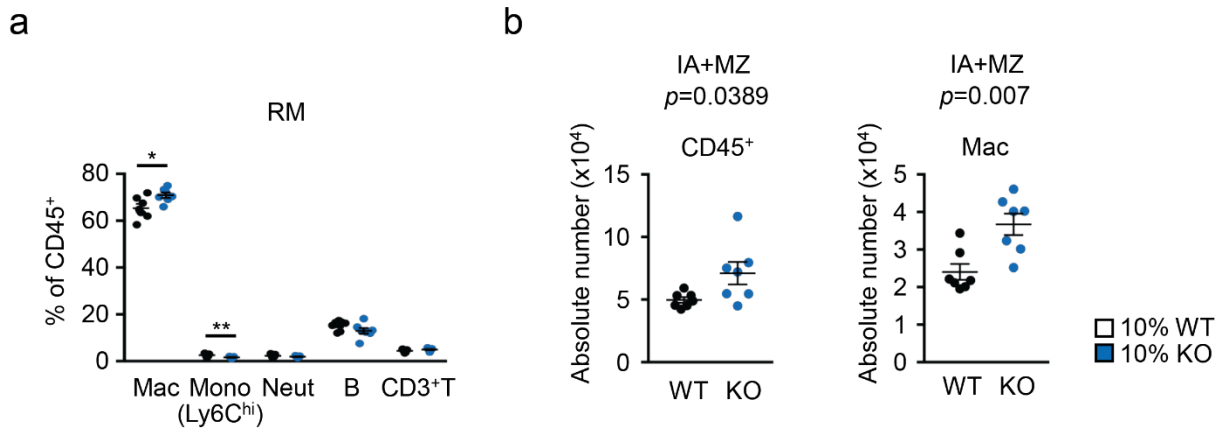 a
RM
% of CD45⁺
80
60
40
20
0
*
**
Mac Mono Neut B CD3⁺T
(Ly6Cʰⁱ)
b
IA+MZ
p=0.0389
CD45⁺
Absolute number (x10⁴)
15
10
5
0
WT KO
IA+MZ
p=0.007
Mac
Absolute number (x10⁴)
5
4
3
2
1
0
WT KO
10% WT
10% KO